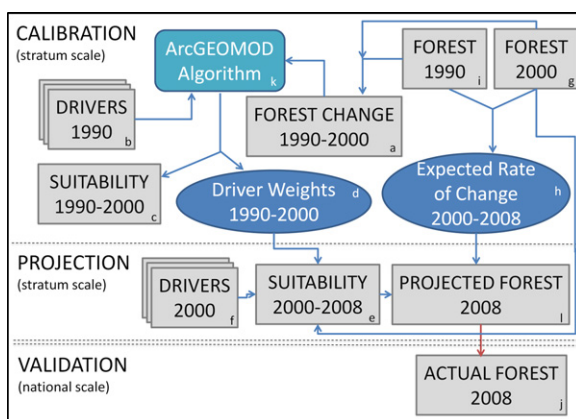 CALIBRATION
(stratum scale)
ArcGEOMOD
Algorithm
k
FOREST
1990
i
FOREST
2000
g
DRIVERS
1990
b
FOREST CHANGE
1990-2000
a
SUITABILITY
1990-2000
c
Driver Weights
1990-2000
d
Expected Rate
of Change
2000-2008
h
PROJECTION
(stratum scale)
DRIVERS
2000
f
SUITABILITY
2000-2008
e
PROJECTED FOREST
2008
l
VALIDATION
(national scale)
ACTUAL FOREST
2008
j